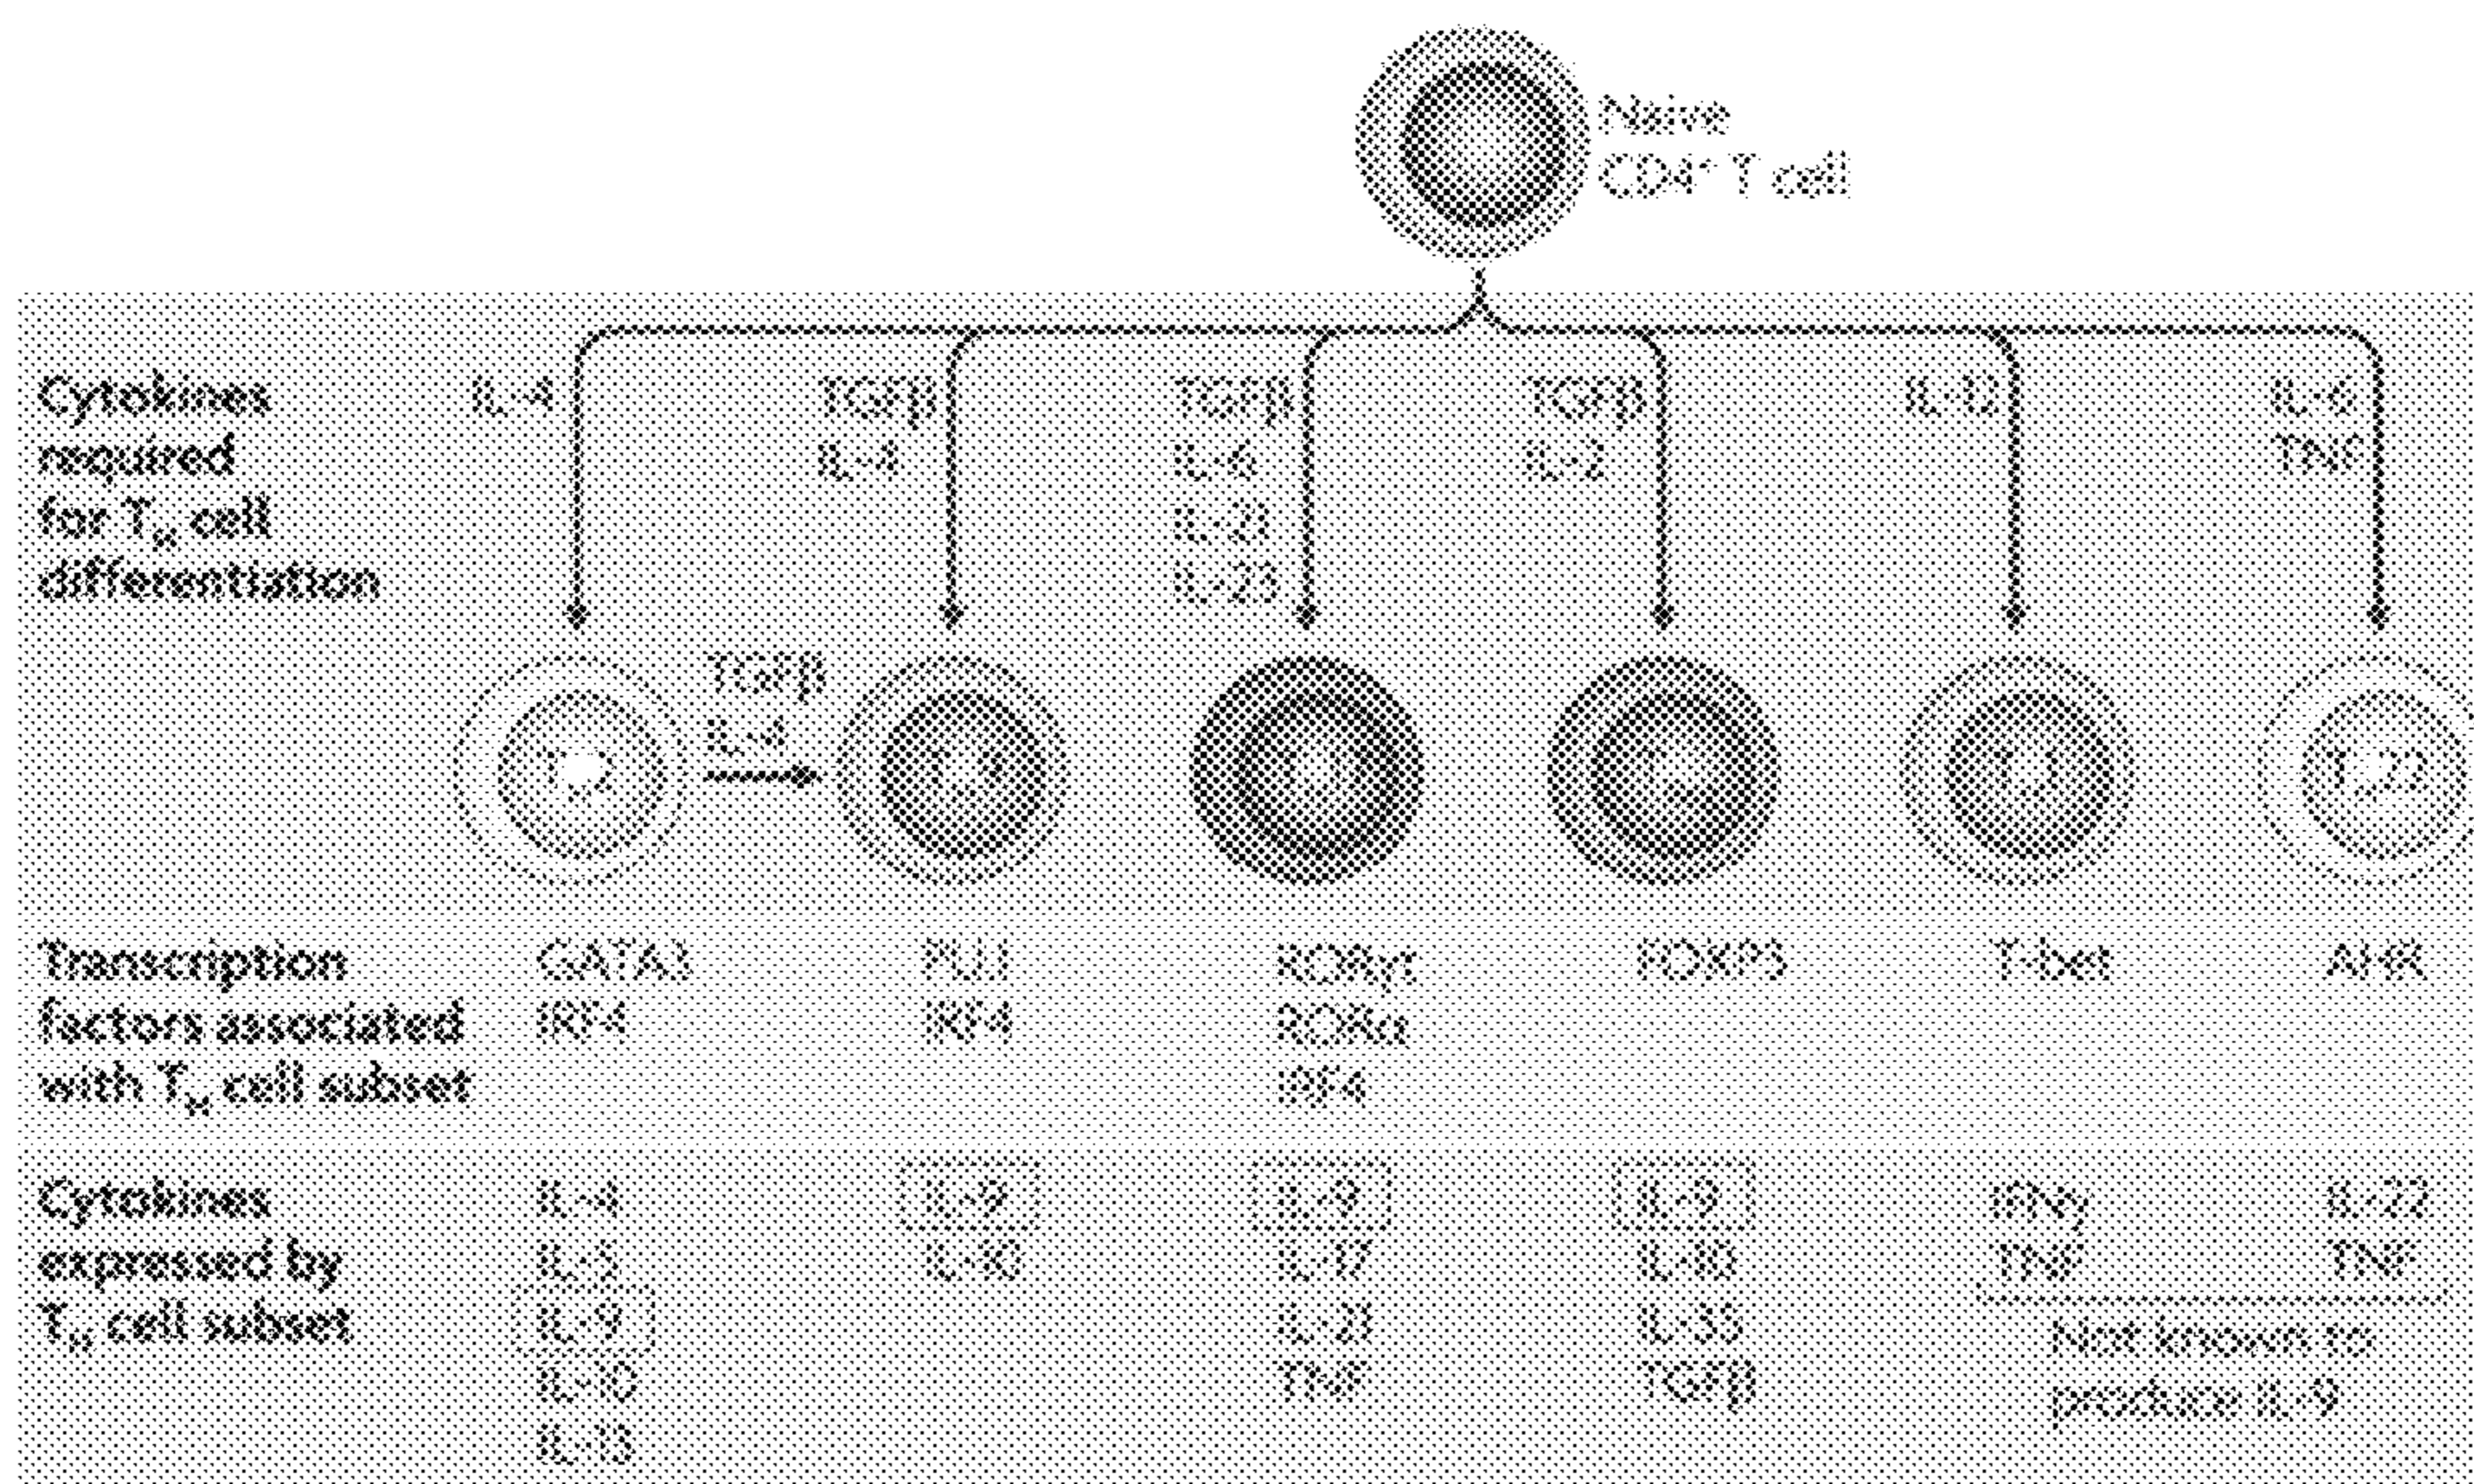 Naive
CD4⁺ T cell
Cytokines
required
for T_H cell
differentiation
IL-4
TGFβ
IL-4
TGFβ
IL-6
IL-21
IL-23
TGFβ
IL-2
IL-12
IL-6
TNF
TGFβ
IL-4
T_H22
Transcription
factors associated
with T_H cell subset
GATA3
IRF4
PU.1
IRF4
RORγt
RORα
IRF4
FOXP3
T-bet
AHR
Cytokines
expressed by
T_H cell subset
IL-4
IL-5
IL-9
IL-10
IL-13
IL-9
IL-10
IL-9
IL-17
IL-21
TNF
IL-9
IL-10
IL-35
TGFβ
IFNγ
TNF
IL-22
TNF
Not known to
produce IL-9